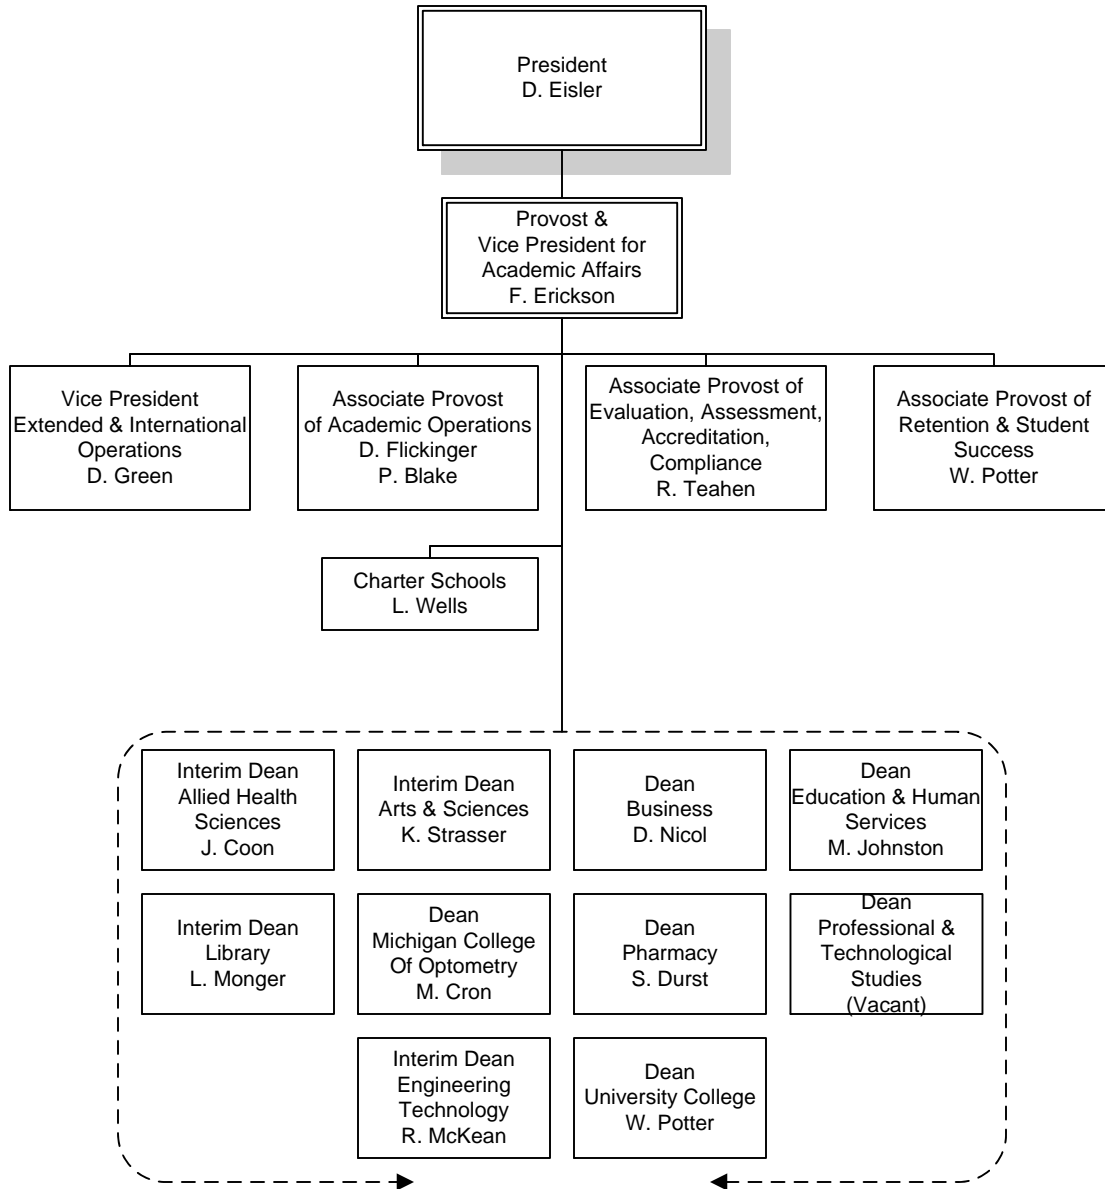 President
D. Eisler
Provost &
Vice President for
Academic Affairs
F. Erickson
Vice President
Extended & International
Operations
D. Green
Associate Provost
of Academic Operations
D. Flickinger
P. Blake
Associate Provost of
Evaluation, Assessment,
Accreditation,
Compliance
R. Teahen
Associate Provost of
Retention & Student
Success
W. Potter
Charter Schools
L. Wells
Interim Dean
Allied Health
Sciences
J. Coon
Interim Dean
Arts & Sciences
K. Strasser
Dean
Business
D. Nicol
Dean
Education & Human
Services
M. Johnston
Interim Dean
Library
L. Monger
Dean
Michigan College
Of Optometry
M. Cron
Dean
Pharmacy
S. Durst
Dean
Professional &
Technological
Studies
(Vacant)
Interim Dean
Engineering
Technology
R. McKean
Dean
University College
W. Potter